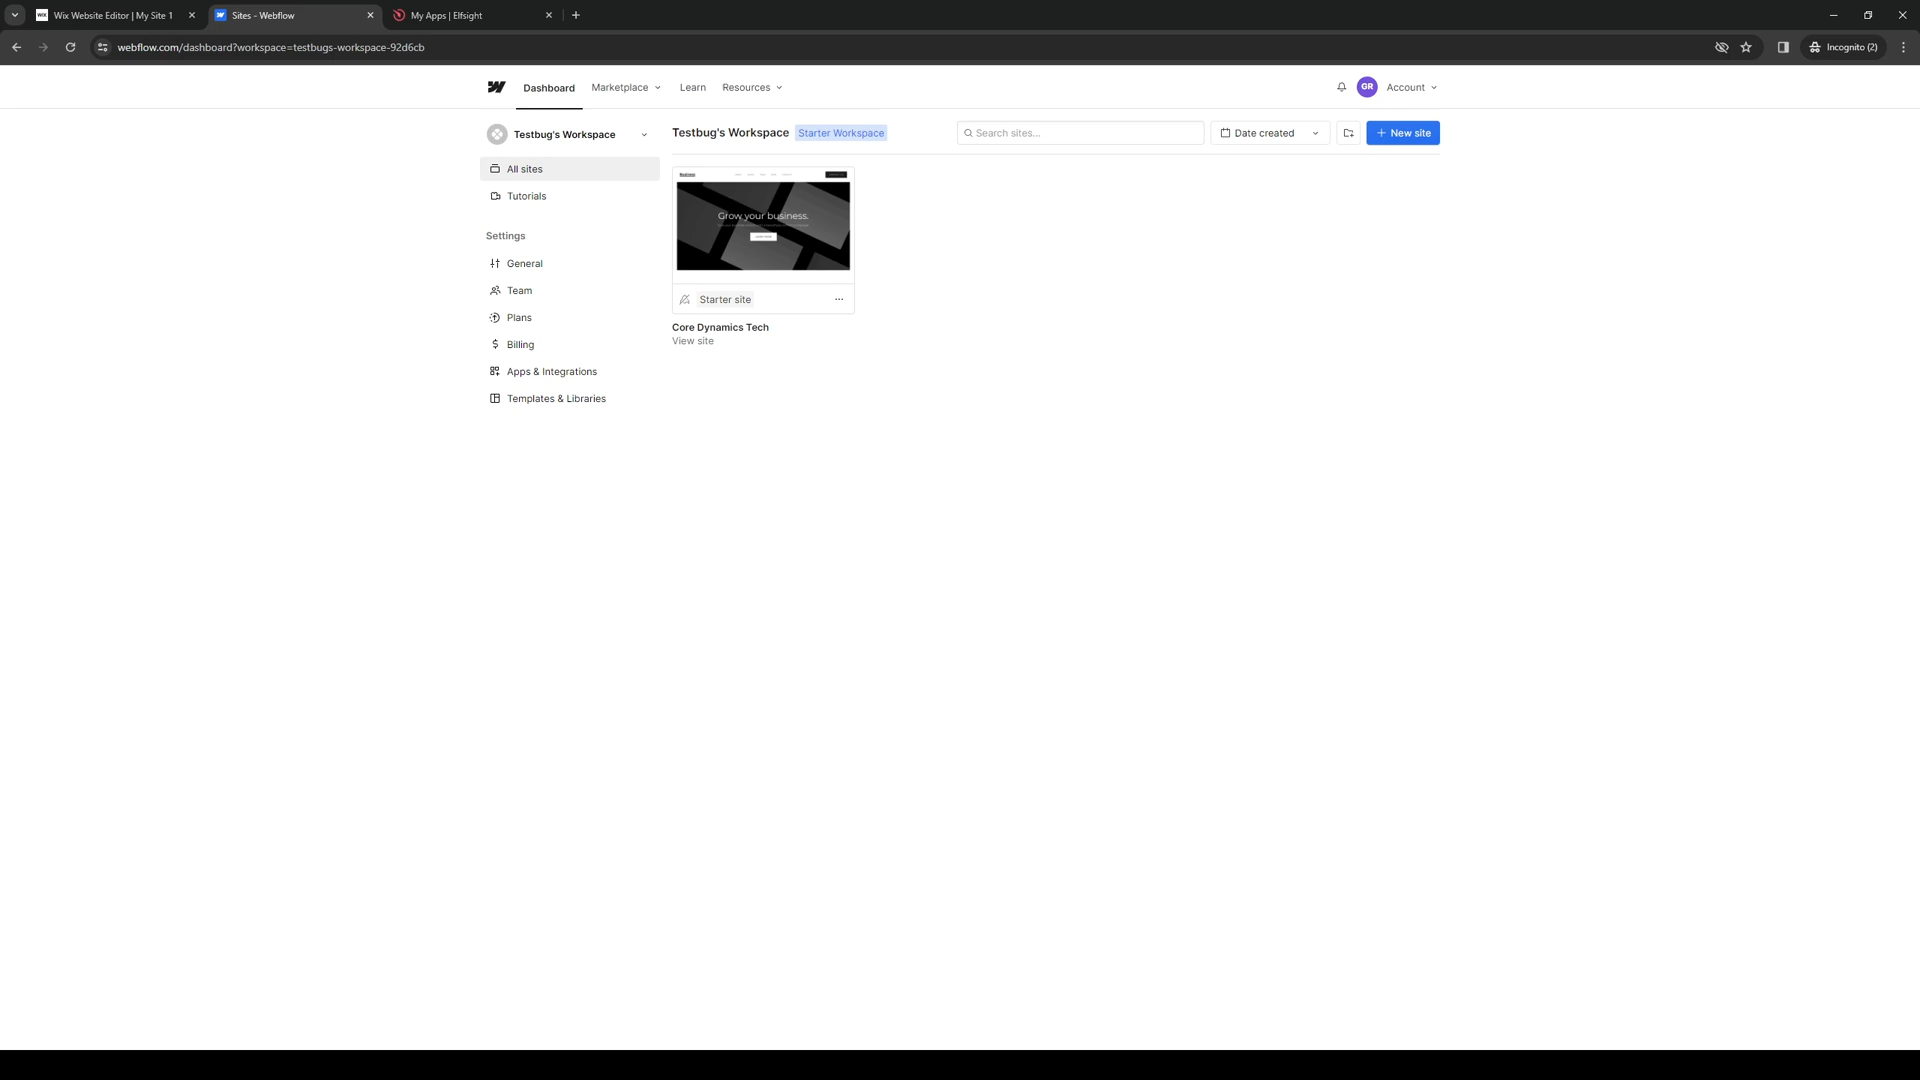 Wix Website Editor | My Site 1
Sites - Webflow
My Apps | Elfsight
webflow.com/dashboard?workspace=testbugs-workspace-92d6cb
Incognito (2)
Dashboard
Marketplace
Learn
Resources
GR
Account
Testbug's Workspace
Testbug's Workspace
Starter Workspace
Search sites...
Date created
New site
All sites
Tutorials
Settings
General
Team
Plans
Billing
Apps & Integrations
Templates & Libraries
Business
Grow your business.
Starter site
Core Dynamics Tech
View site